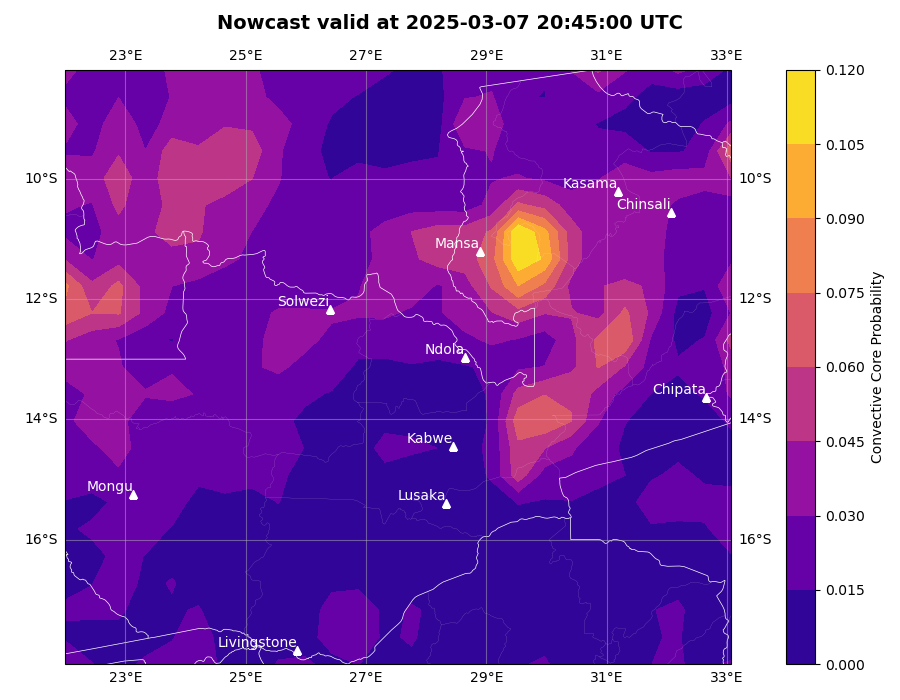 Nowcast valid at 2025-03-07 20:45:00 UTC
23°E 25°E 27°E 29°E 31°E 33°E
0.120
0.105
10°S Kasama 10°S
Chinsali
0.090
Mansa
0.075
12°S Solwezi 12°S
Ndola
0.060
Chipata
14°S 14°S
Kabwe
0.045
Mongu
Lusaka
0.030
16°S 16°S
0.015
Livingstone
0.000
23°E 25°E 27°E 29°E 31°E 33°E
Convective Core Probability